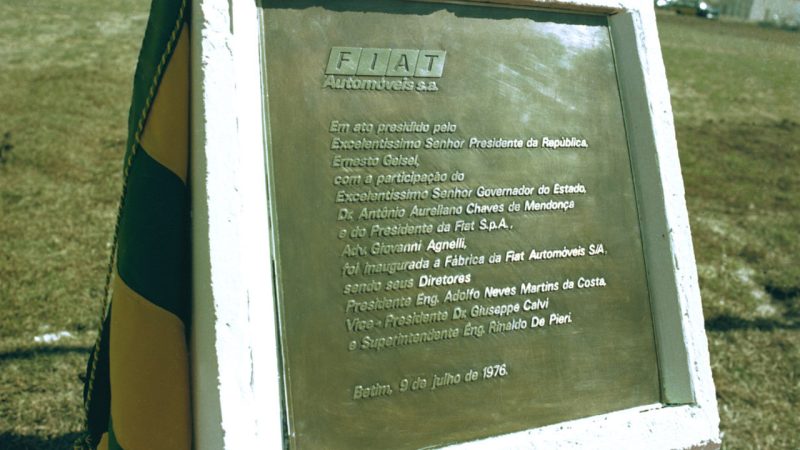 FIAT
Automóveis s.a.
Em ato presidido pelo
Excelentíssimo Senhor Presidente da República,
Ernesto Geisel,
com a participação do
Excelentíssimo Senhor Governador do Estado,
Dr. Antônio Aureliano Chaves de Mendonça
e do Presidente da Fiat S.p.A.,
Adv. Giovanni Agnelli,
foi inaugurada a Fábrica da Fiat Automóveis S/A,
sendo seus Diretores
Presidente Eng. Adolfo Neves Martins da Costa,
Vice-Presidente Dr. Giuseppe Calvi
e Superintendente Eng. Rinaldo De Pieri.
Betim, 9 de julho de 1976.